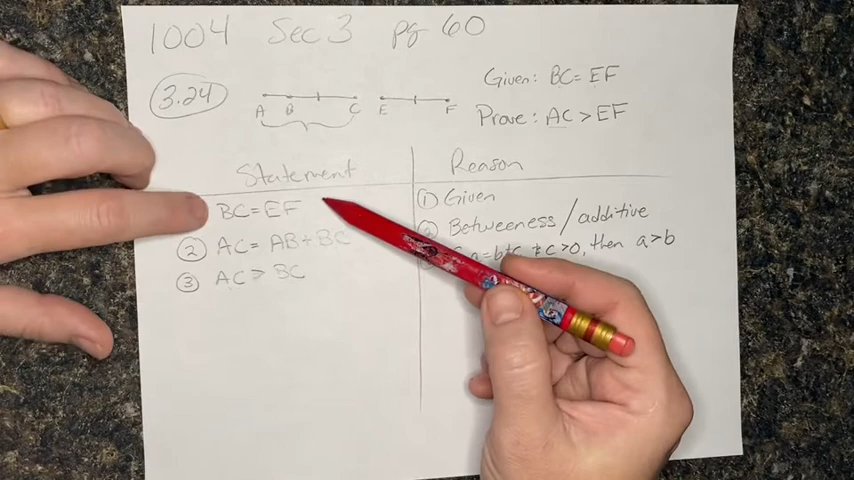 1004 Sec 3 pg 60
3.24
A B C E F
Given: BC = EF
Prove: AC > EF
Statement Reason
BC = EF ① Given
② AC = AB + BC Betweeness / additive
③ AC > BC a=b+c & c>0, then a>b